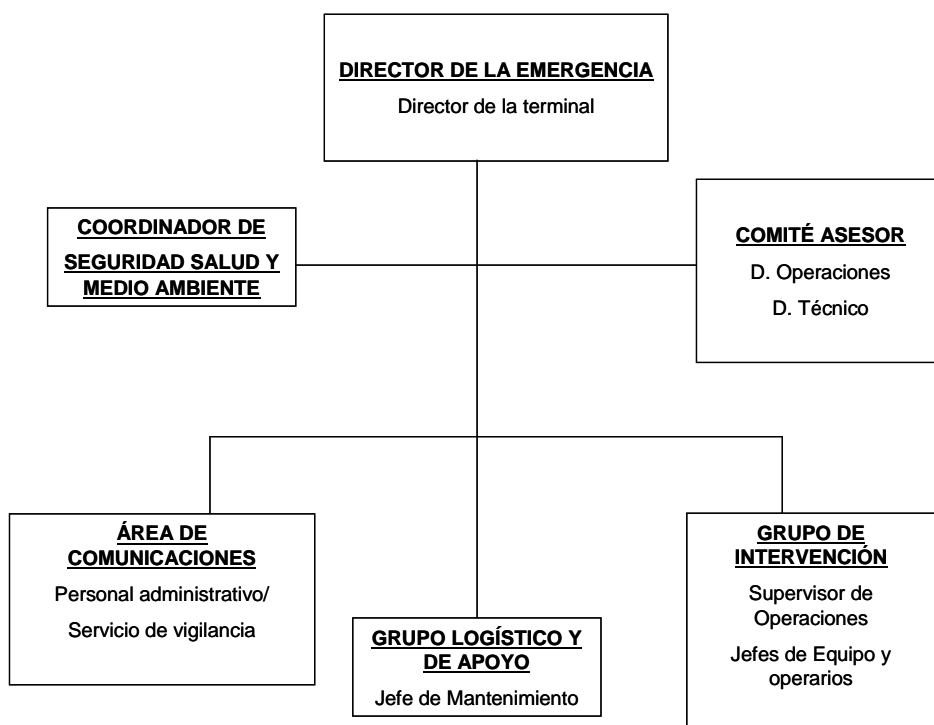 DIRECTOR DE LA EMERGENCIA
Director de la terminal
COORDINADOR DE
SEGURIDAD SALUD Y
MEDIO AMBIENTE
COMITÉ ASESOR
D. Operaciones
D. Técnico
ÁREA DE
COMUNICACIONES
Personal administrativo/
Servicio de vigilancia
GRUPO LOGÍSTICO Y
DE APOYO
Jefe de Mantenimiento
GRUPO DE
INTERVENCIÓN
Supervisor de
Operaciones
Jefes de Equipo y
operarios